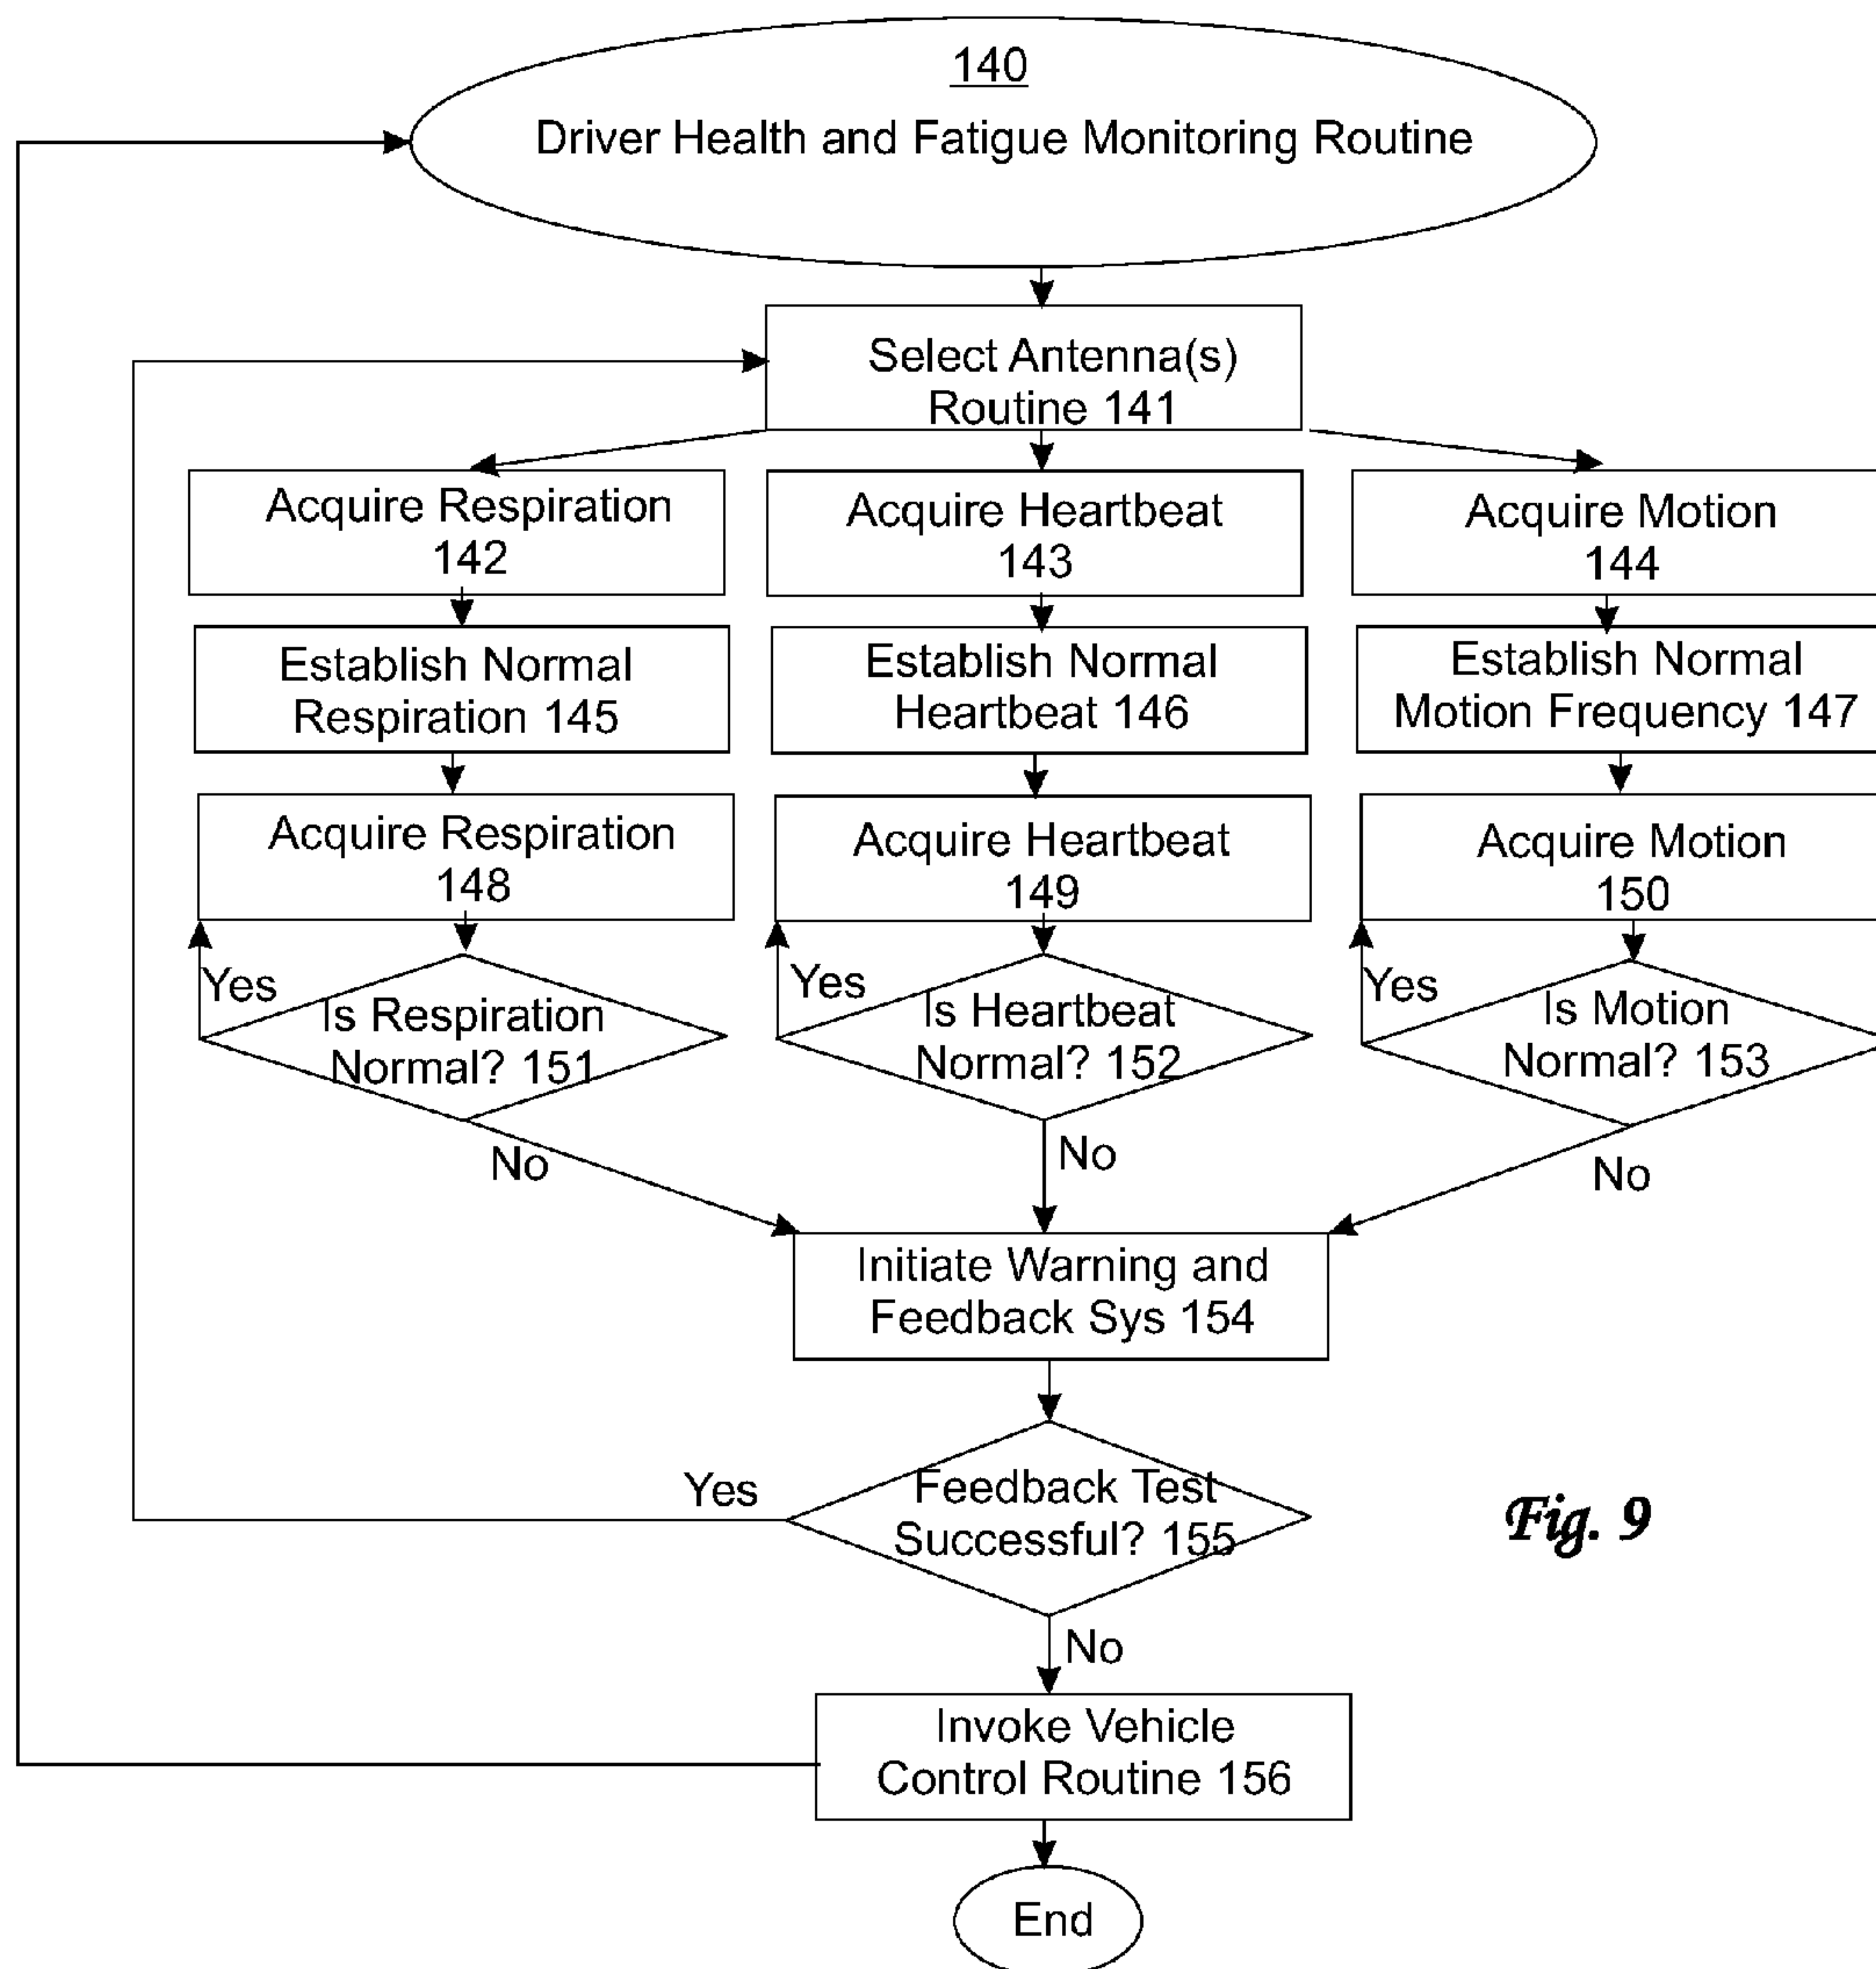 140
Driver Health and Fatigue Monitoring Routine
Select Antenna(s)
Routine 141
Acquire Respiration
142
Acquire Heartbeat
143
Acquire Motion
144
Establish Normal
Respiration 145
Establish Normal
Heartbeat 146
Establish Normal
Motion Frequency 147
Acquire Respiration
148
Acquire Heartbeat
149
Acquire Motion
150
Yes
Is Respiration
Normal? 151
Yes
Is Heartbeat
Normal? 152
Yes
Is Motion
Normal? 153
No
No
No
Initiate Warning and
Feedback Sys 154
Yes
Feedback Test
Successful? 155
Fig. 9
No
Invoke Vehicle
Control Routine 156
End